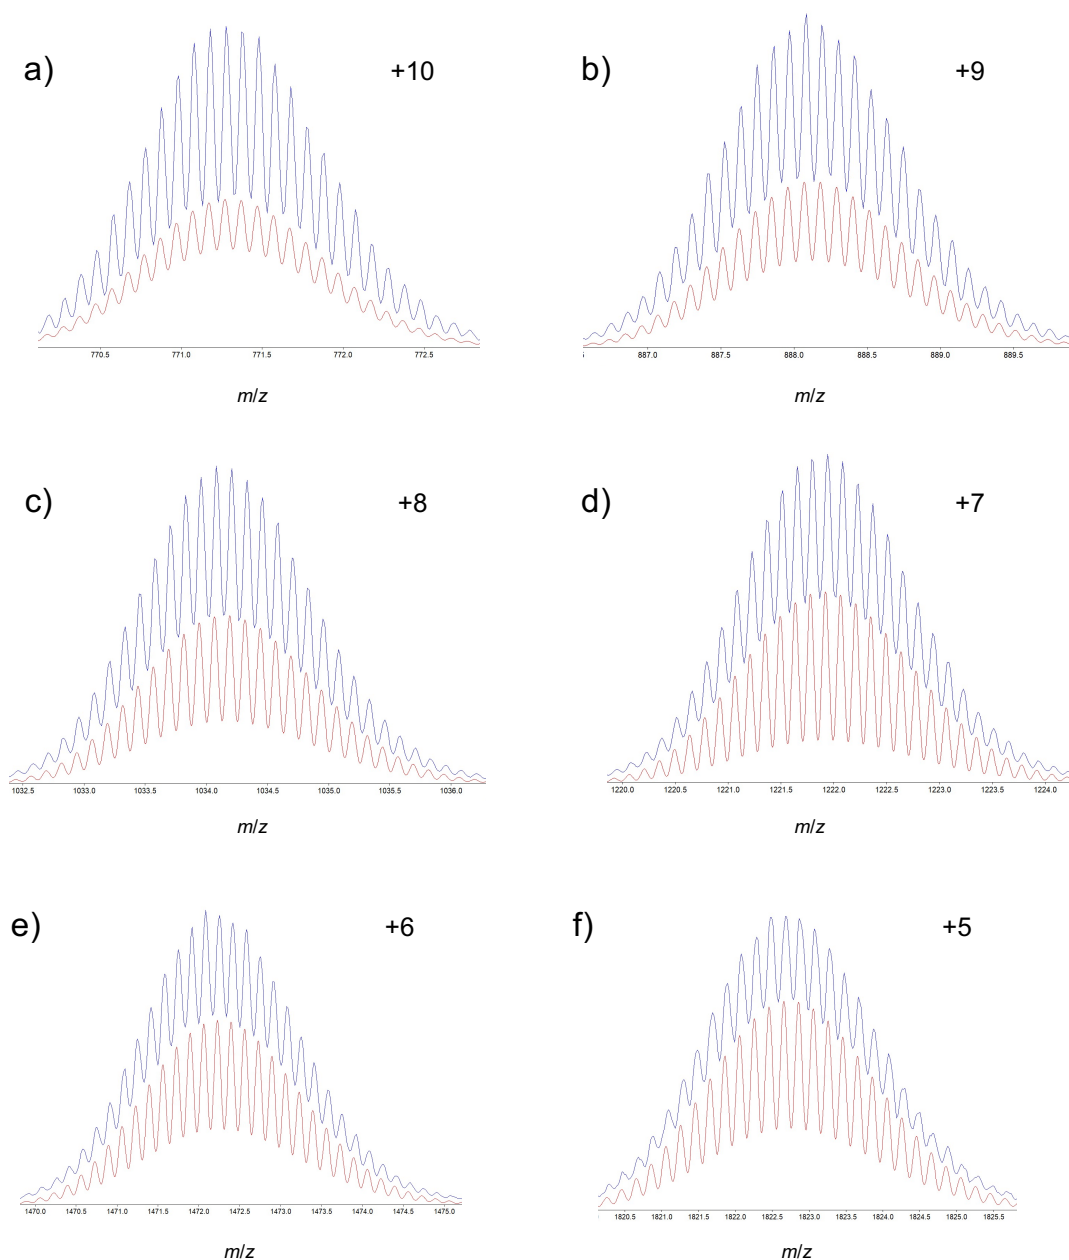 a) +10
b) +9
770.5 771.0 771.5 772.0 772.5
887.0 887.5 888.0 888.5 889.0 889.5
m/z
m/z
c) +8
d) +7
1032.5 1033.0 1033.5 1034.0 1034.5 1035.0 1035.5 1036.0
1220.0 1220.5 1221.0 1221.5 1222.0 1222.5 1223.0 1223.5 1224.0
m/z
m/z
e) +6
f) +5
1470.0 1471.0 1471.5 1472.0 1472.5 1473.0 1473.5 1474.0 1474.5 1475.0
1820.5 1821.0 1821.5 1822.0 1822.5 1823.0 1823.5 1824.0 1824.5 1825.0 1825.5
m/z
m/z